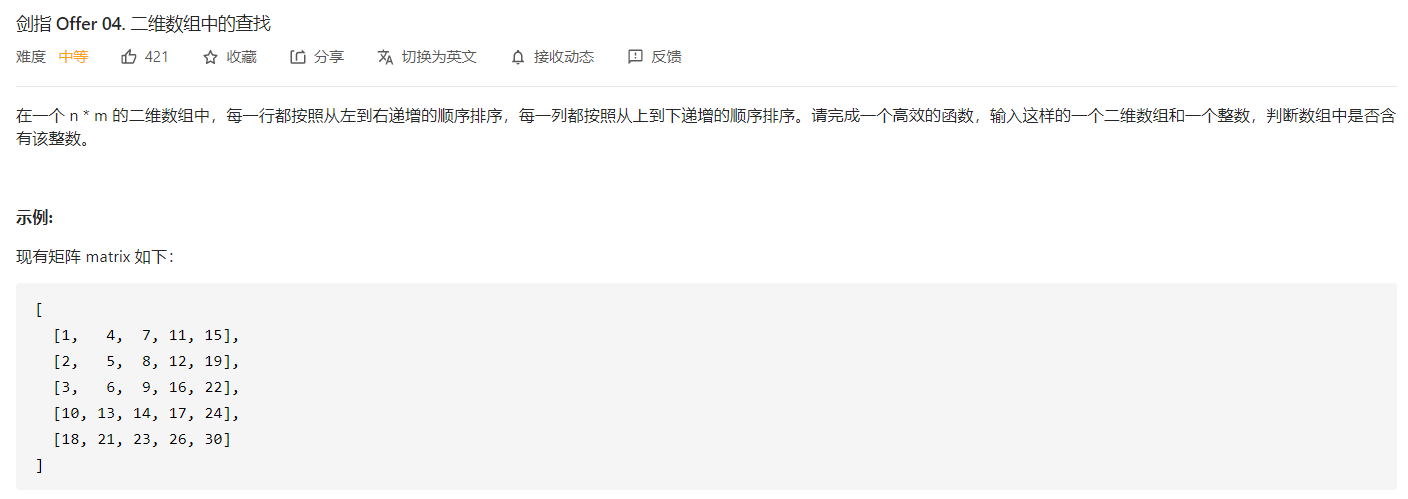 剑指 Offer 04. 二维数组中的查找
难度 中等 421 收藏 分享 切换为英文 接收动态 反馈
在一个 n * m 的二维数组中，每一行都按照从左到右递增的顺序排序，每一列都按照从上到下递增的顺序排序。请完成一个高效的函数，输入这样的一个二维数组和一个整数，判断数组中是否含
有该整数。
示例:
现有矩阵 matrix 如下：
[
  [1,   4,  7, 11, 15],
  [2,   5,  8, 12, 19],
  [3,   6,  9, 16, 22],
  [10, 13, 14, 17, 24],
  [18, 21, 23, 26, 30]
]